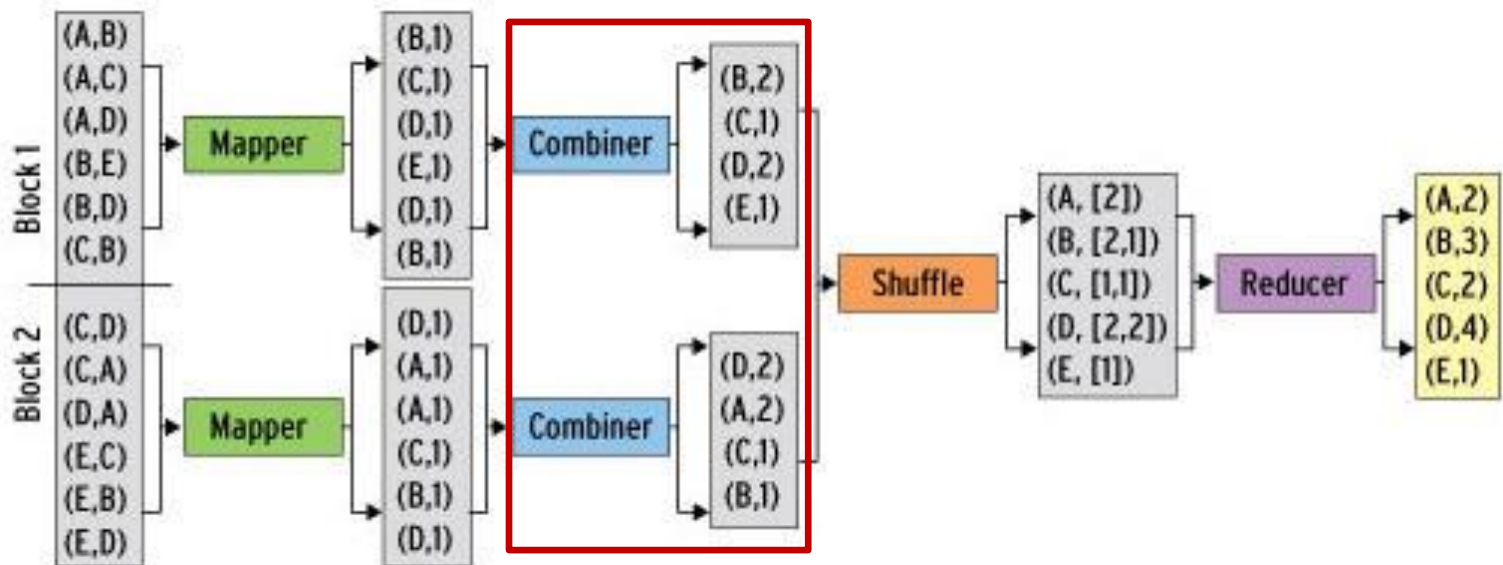 Block 1
(A,B)
(A,C)
(A,D)
(B,E)
(B,D)
(C,B)
Mapper
(B,1)
(C,1)
(D,1)
(E,1)
(D,1)
(B,1)
Combiner
(B,2)
(C,1)
(D,2)
(E,1)
Block 2
(C,D)
(C,A)
(D,A)
(E,C)
(E,B)
(E,D)
Mapper
(D,1)
(A,1)
(A,1)
(C,1)
(B,1)
(D,1)
Combiner
(D,2)
(A,2)
(C,1)
(B,1)
Shuffle
(A, [2])
(B, [2,1])
(C, [1,1])
(D, [2,2])
(E, [1])
Reducer
(A,2)
(B,3)
(C,2)
(D,4)
(E,1)